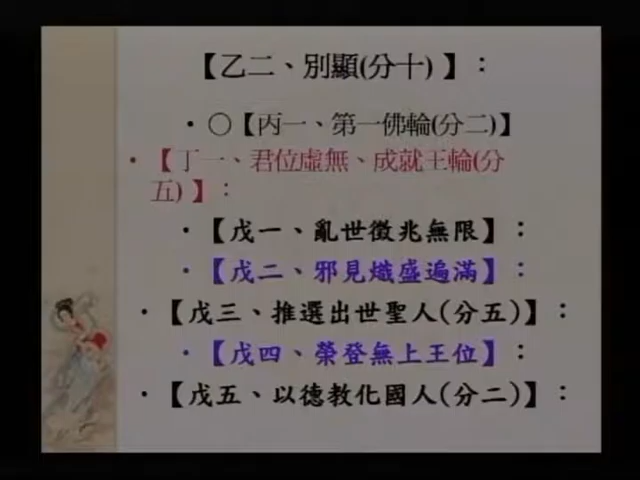 【乙二、別顯(分十) 】：
• ○【丙一、第一佛輪(分二)】
• 【丁一、君位虛無、成就王輪(分
五) 】：
• 【戊一、亂世徵兆無限】：
• 【戊二、邪見熾盛遍滿】：
• 【戊三、推選出世聖人(分五)】：
• 【戊四、榮登無上王位】：
• 【戊五、以德教化國人(分二)】：